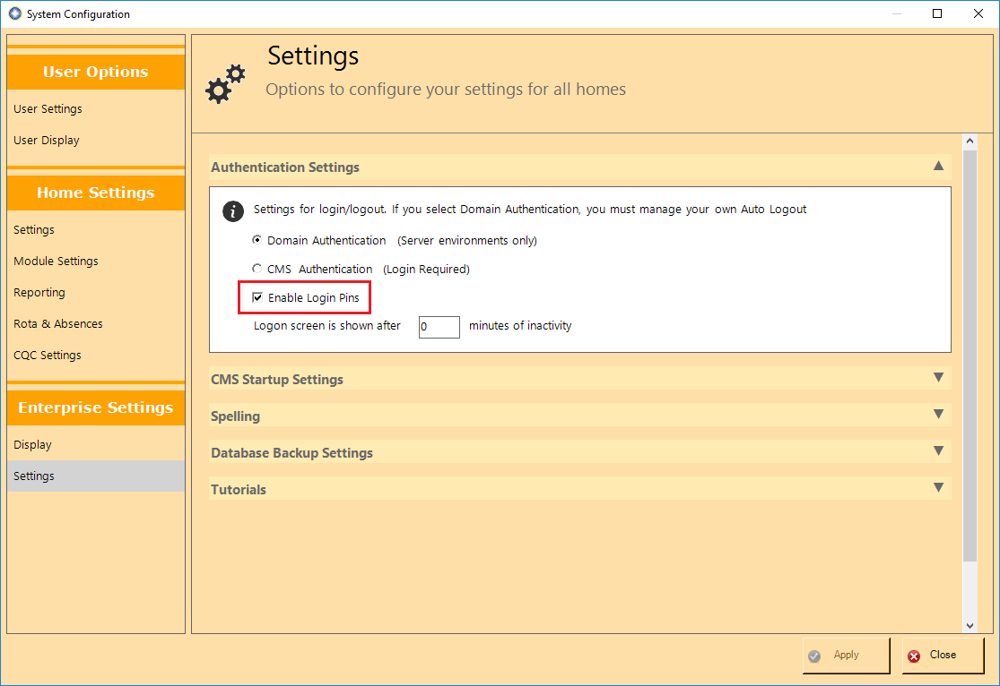 System Configuration
User Options
User Settings
User Display
Home Settings
Settings
Module Settings
Reporting
Rota & Absences
CQC Settings
Enterprise Settings
Display
Settings
Settings
Options to configure your settings for all homes
Authentication Settings
Settings for login/logout. If you select Domain Authentication, you must manage your own Auto Logout
Domain Authentication (Server environments only)
CMS Authentication (Login Required)
Enable Login Pins
Logon screen is shown after 0 minutes of inactivity
CMS Startup Settings
Spelling
Database Backup Settings
Tutorials
Apply
Close